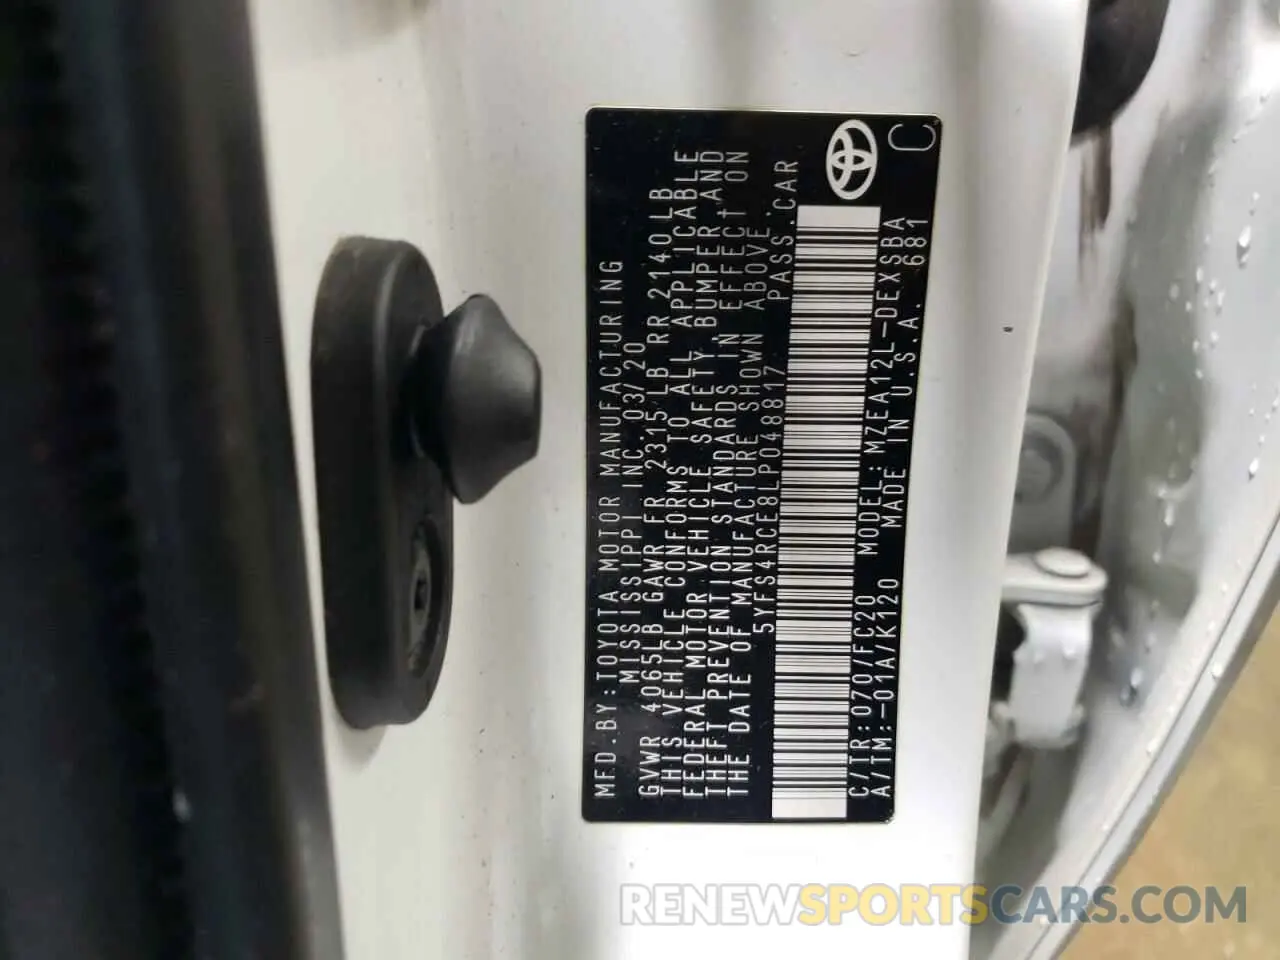 MFD.BY:TOYOTA MOTOR MANUFACTURING
MISSISSIPPI INC. 03/20
GVWR 4065LB GAWR FR 2315 LB RR 2140LB
THIS VEHICLE CONFORMS TO ALL APPLICABLE
FEDERAL MOTOR VEHICLE SAFETY BUMPER,AND
THEFT PREVENTION STANDARDS IN EFFECT ON
THE DATE OF MANUFACTURE SHOWN ABOVE.
5YFS4RCE8LP048817 PASS.CAR
C/TR:070/FC20 MODEL:MZEA12L-DEXSBA
A/TM:-01A/K120 MADE IN U.S.A. 681
C
RENEWSPORTSCARS.COM